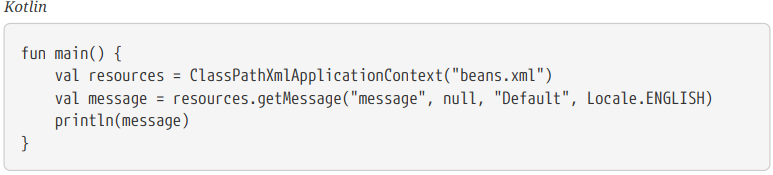 Kotlin
fun main() {
    val resources = ClassPathXmlApplicationContext("beans.xml")
    val message = resources.getMessage("message", null, "Default", Locale.ENGLISH)
    println(message)
}